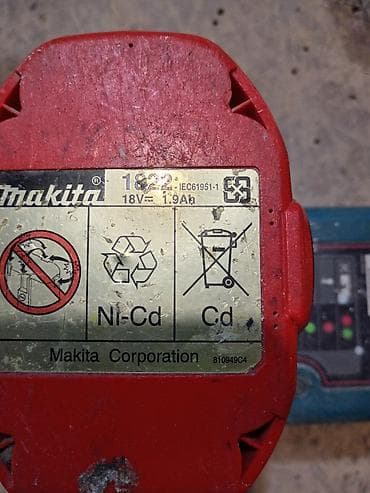 makita® 1822 - IEC61951-1
18V⎓ 1.9Ah
Ni-Cd
Cd
Makita Corporation 810949C4